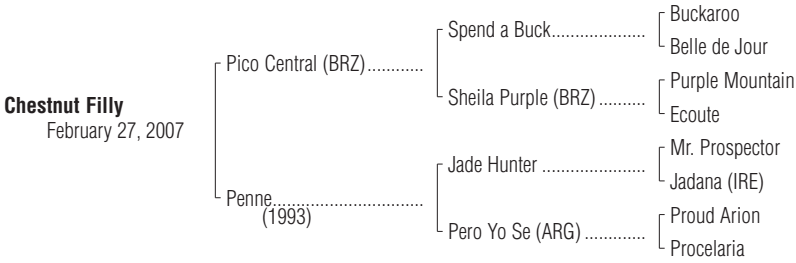 Buckaroo
Spend a Buck.....................
Belle de Jour
Pico Central (BRZ)............
Purple Mountain
Sheila Purple (BRZ) ..........
Ecoute
Chestnut Filly
February 27, 2007
Mr. Prospector
Jade Hunter .......................
Jadana (IRE)
Penne.................................
(1993)
Proud Arion
Pero Yo Se (ARG) .............
Procelaria